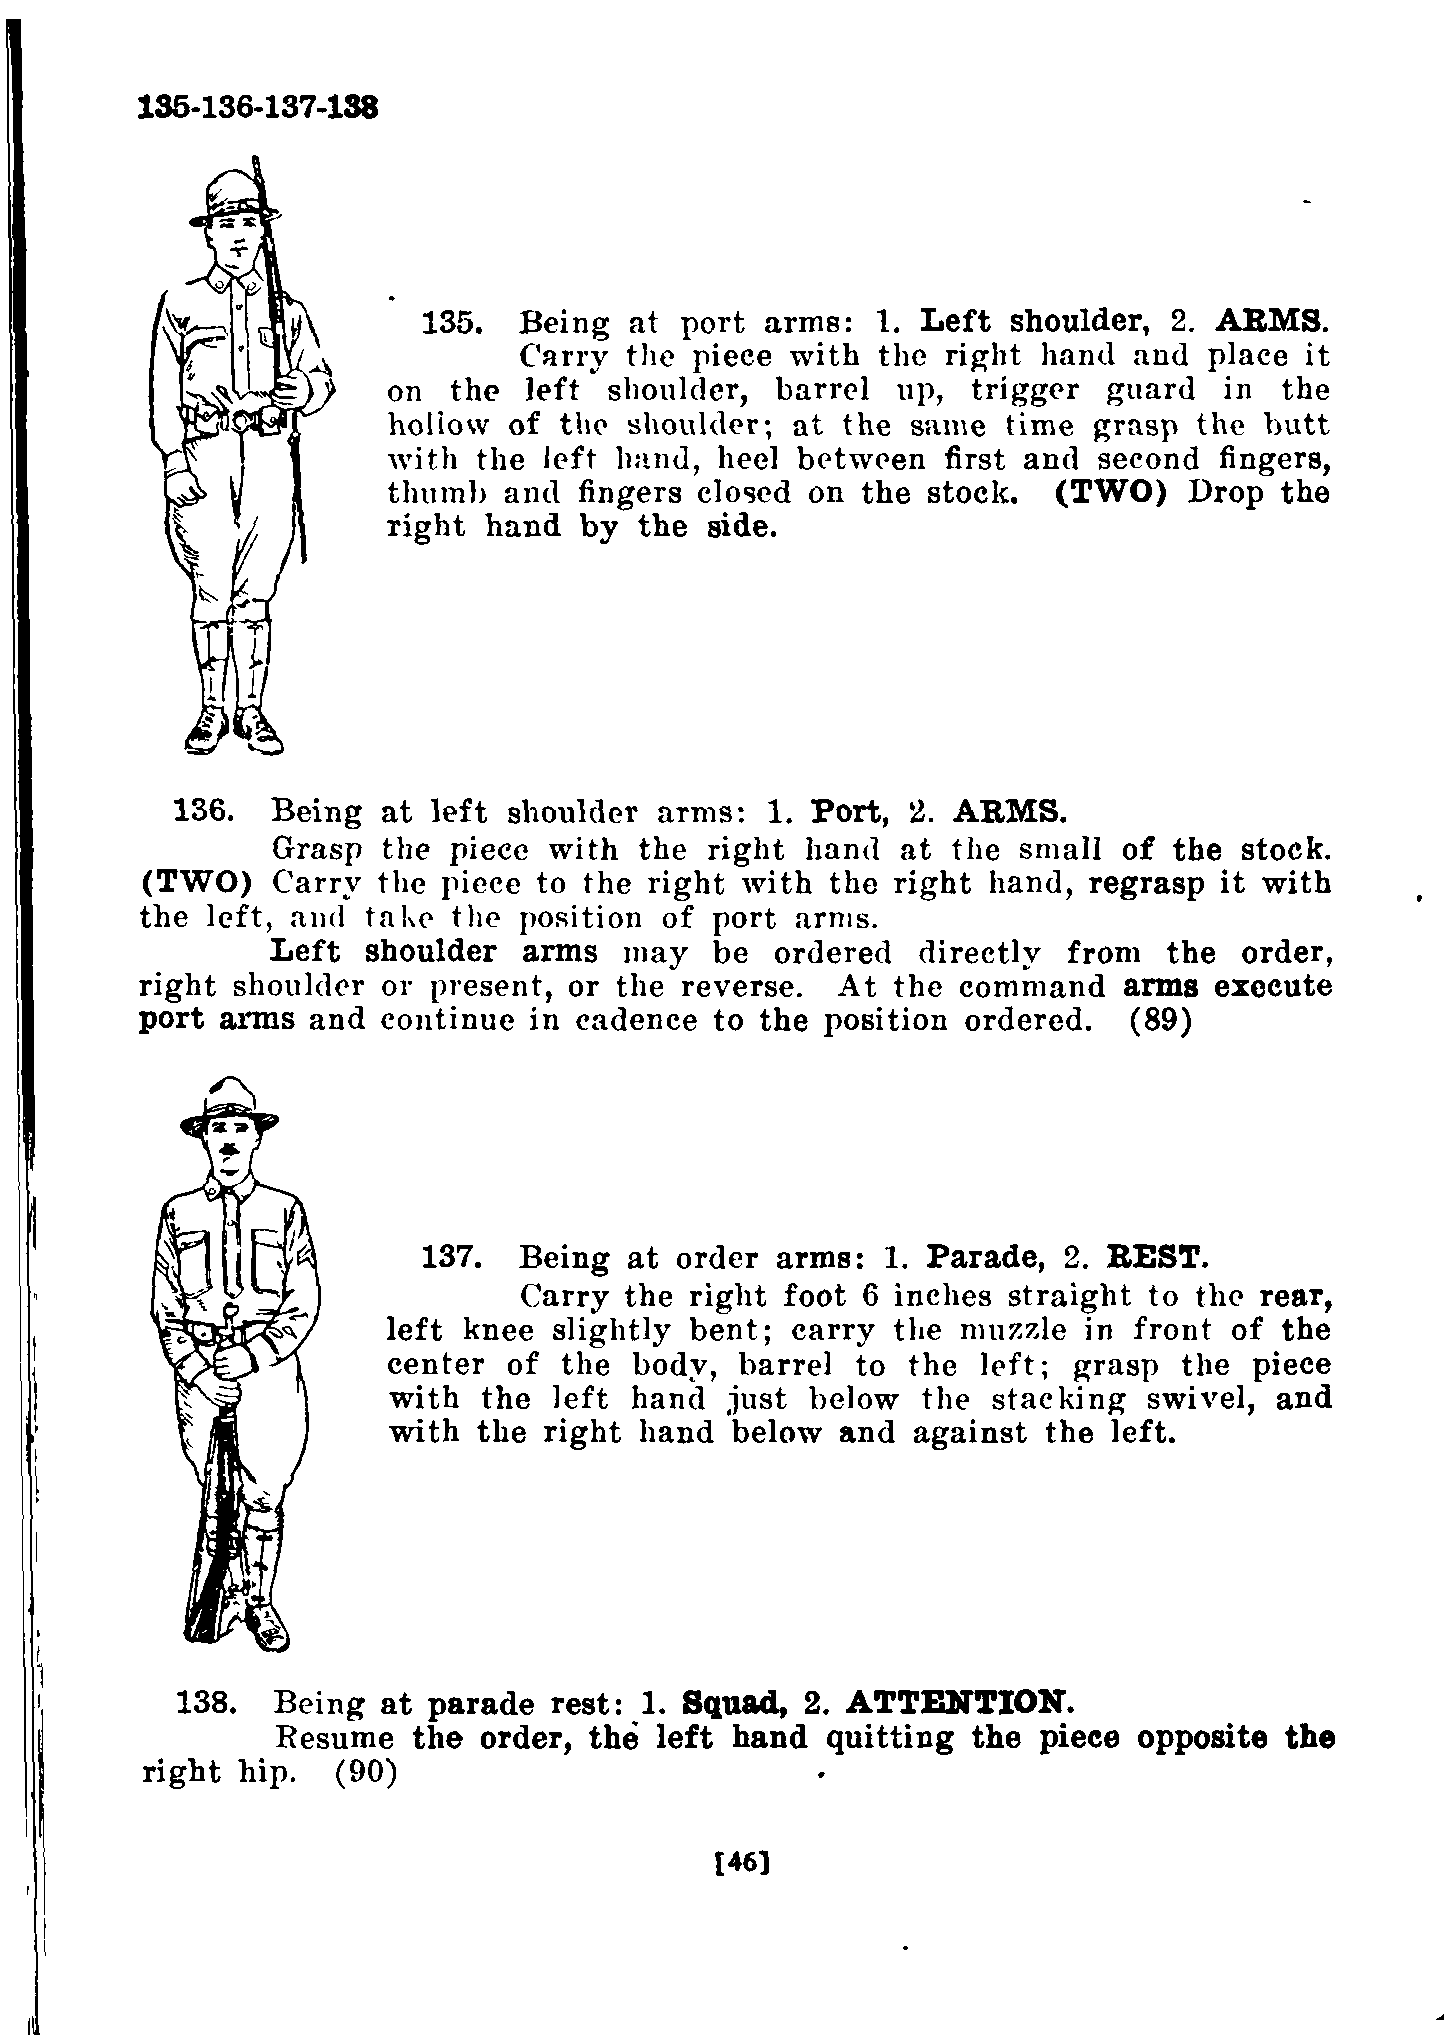 135-136-137-138
135. Being at port arms: 1. Left shoulder, 2. ARMS.
Carry the piece with the right hand and place it
on the left shoulder, barrel up, trigger guard in the
hollow of the shoulder; at the same time grasp the butt
with the left hand, heel between first and second fingers,
thumb and fingers closed on the stock. (TWO) Drop the
right hand by the side.
136. Being at left shoulder arms: 1. Port, 2. ARMS.
Grasp the piece with the right hand at the small of the stock.
(TWO) Carry the piece to the right with the right hand, regrasp it with
the left, and take the position of port arms.
Left shoulder arms may be ordered directly from the order,
right shoulder or present, or the reverse. At the command arms execute
port arms and continue in cadence to the position ordered. (89)
137. Being at order arms: 1. Parade, 2. REST.
Carry the right foot 6 inches straight to the rear,
left knee slightly bent; carry the muzzle in front of the
center of the body, barrel to the left; grasp the piece
with the left hand just below the stacking swivel, and
with the right hand below and against the left.
138. Being at parade rest: 1. Squad, 2. ATTENTION.
Resume the order, the left hand quitting the piece opposite the
right hip. (90)
[46]